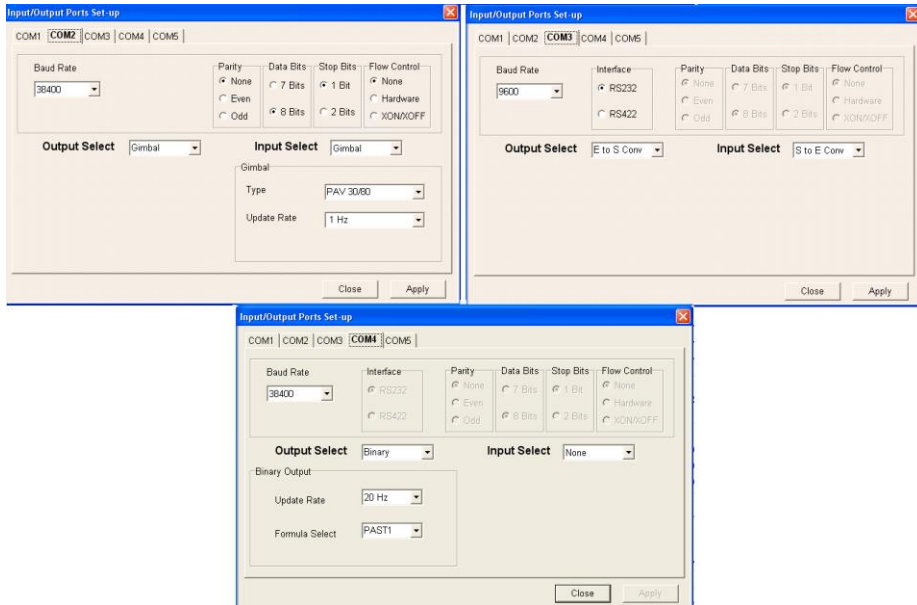 Input/Output Ports Set-up
COM1 COM2 COM3 COM4 COM5
Baud Rate Parity Data Bits Stop Bits Flow Control
38400 None 7 Bits 1 Bit None
Even Hardware
Odd 8 Bits 2 Bits XON/XOFF
Output Select Gimbal Input Select Gimbal
Gimbal
Type PAV 30/80
Update Rate 1 Hz
Close Apply
Input/Output Ports Set-up
COM1 COM2 COM3 COM4 COM5
Baud Rate Interface Parity Data Bits Stop Bits Flow Control
9600 RS232 None 7 Bits 1 Bit None
Even Hardware
RS422 Odd 8 Bits 2 Bits XON/XOFF
Output Select E to S Conv Input Select S to E Conv
Close Apply
Input/Output Ports Set-up
COM1 COM2 COM3 COM4 COM5
Baud Rate Interface Parity Data Bits Stop Bits Flow Control
38400 RS232 None 7 Bits 1 Bit None
Even Hardware
RS422 Odd 8 Bits 2 Bits XON/XOFF
Output Select Binary Input Select None
Binary Output
Update Rate 20 Hz
Formula Select PAST1
Close Apply